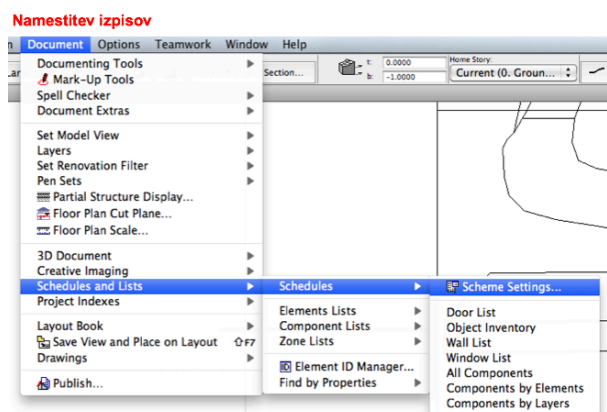 Namestitev izpisov
n Document Options Teamwork Window Help
Documenting Tools
Mark-Up Tools
Spell Checker
Document Extras
Set Model View
Layers
Set Renovation Filter
Pen Sets
Partial Structure Display...
Floor Plan Cut Plane...
Floor Plan Scale...
3D Document
Creative Imaging
Schedules and Lists
Project Indexes
Layout Book
Save View and Place on Layout ⇧F7
Drawings
Publish...
Section...
t: 0.0000
b: -1.0000
Home Story:
Current (0. Groun...
Schedules
Elements Lists
Component Lists
Zone Lists
Element ID Manager...
Find by Properties
Scheme Settings...
Door List
Object Inventory
Wall List
Window List
All Components
Components by Elements
Components by Layers